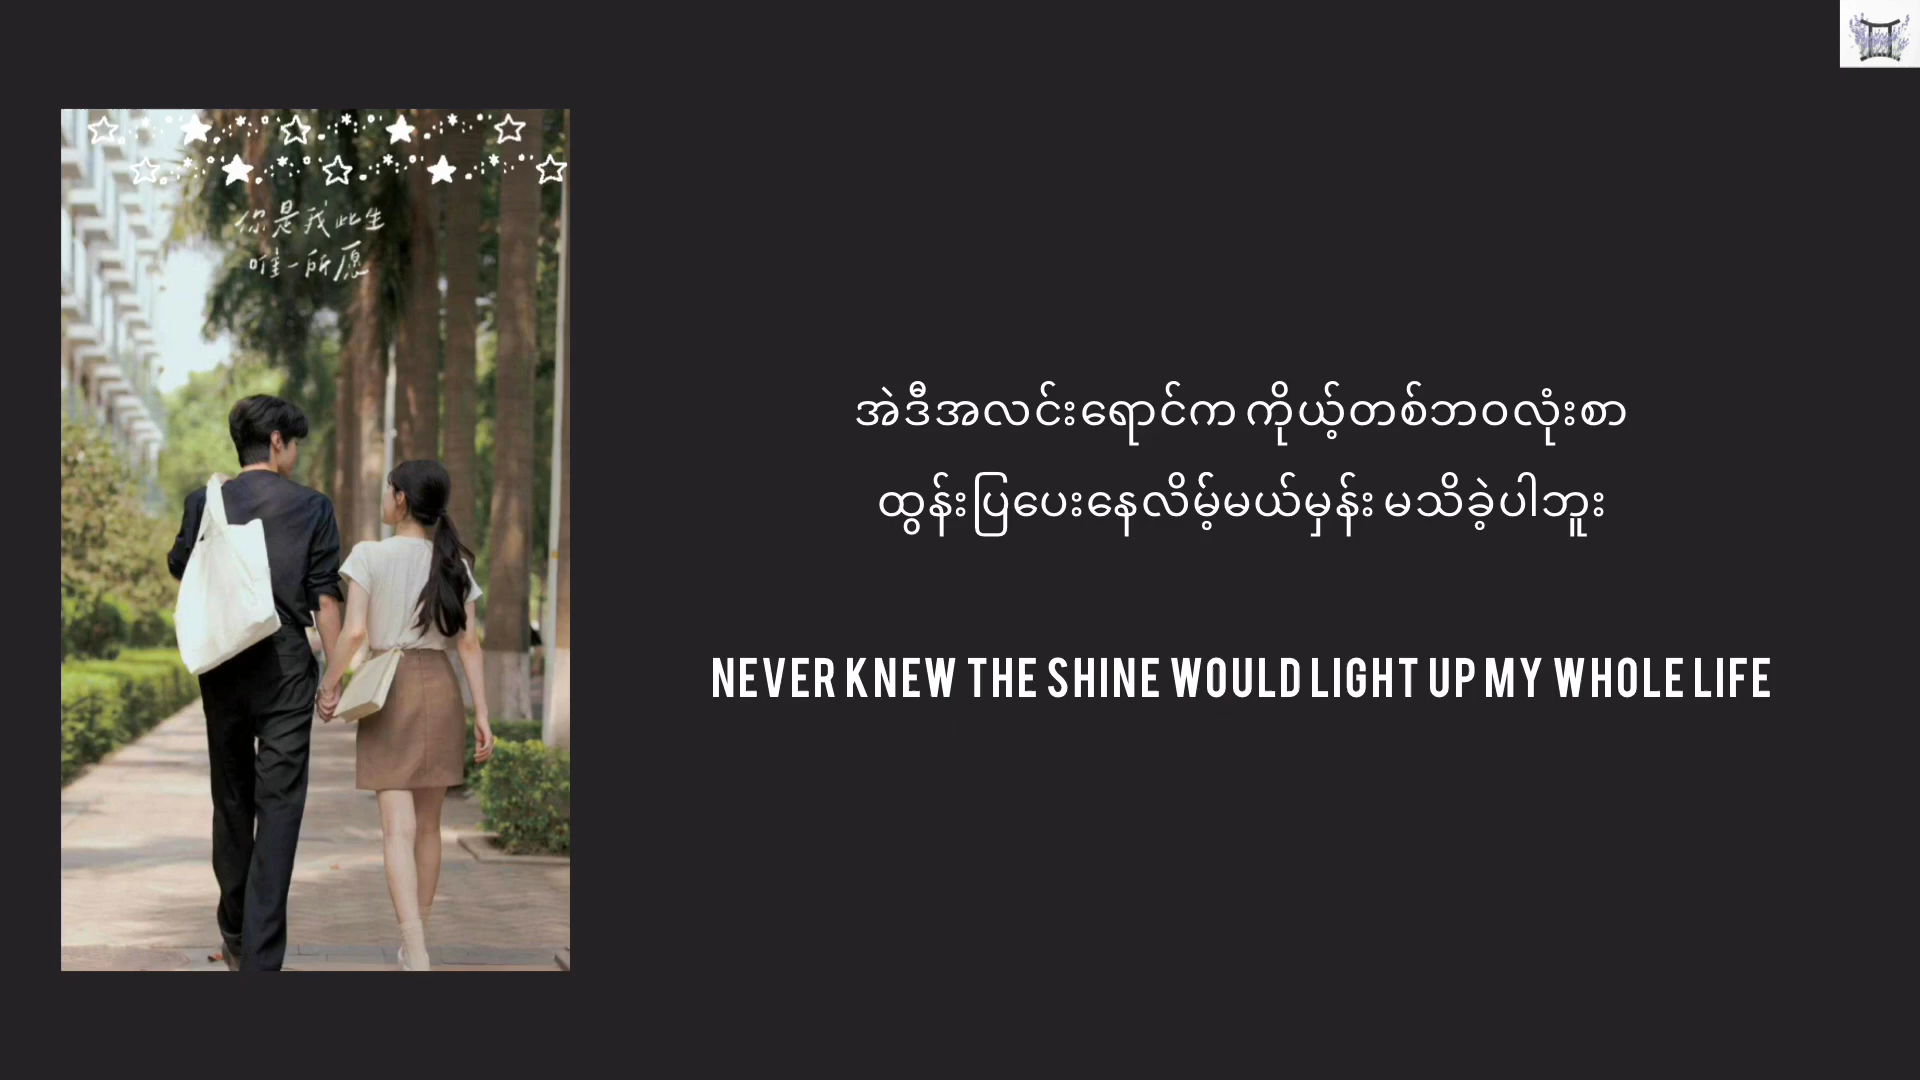 你是我此生
唯一所愿
အဲဒီအလင်းရောင်က ကိုယ့်တစ်ဘဝလုံးစာ
ထွန်းပြပေးနေလိမ့်မယ်မှန်း မသိခဲ့ပါဘူး
NEVER KNEW THE SHINE WOULD LIGHT UP MY WHOLE LIFE